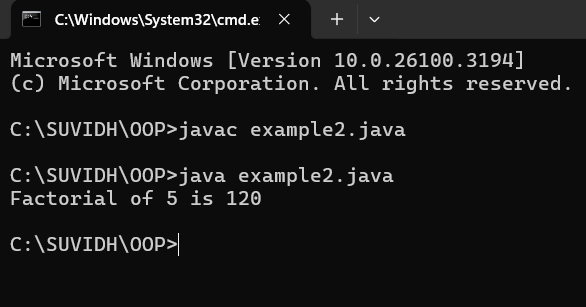 C:\Windows\System32\cmd.e
Microsoft Windows [Version 10.0.26100.3194]
(c) Microsoft Corporation. All rights reserved.
C:\SUVIDH\OOP>javac example2.java
C:\SUVIDH\OOP>java example2.java
Factorial of 5 is 120
C:\SUVIDH\OOP>